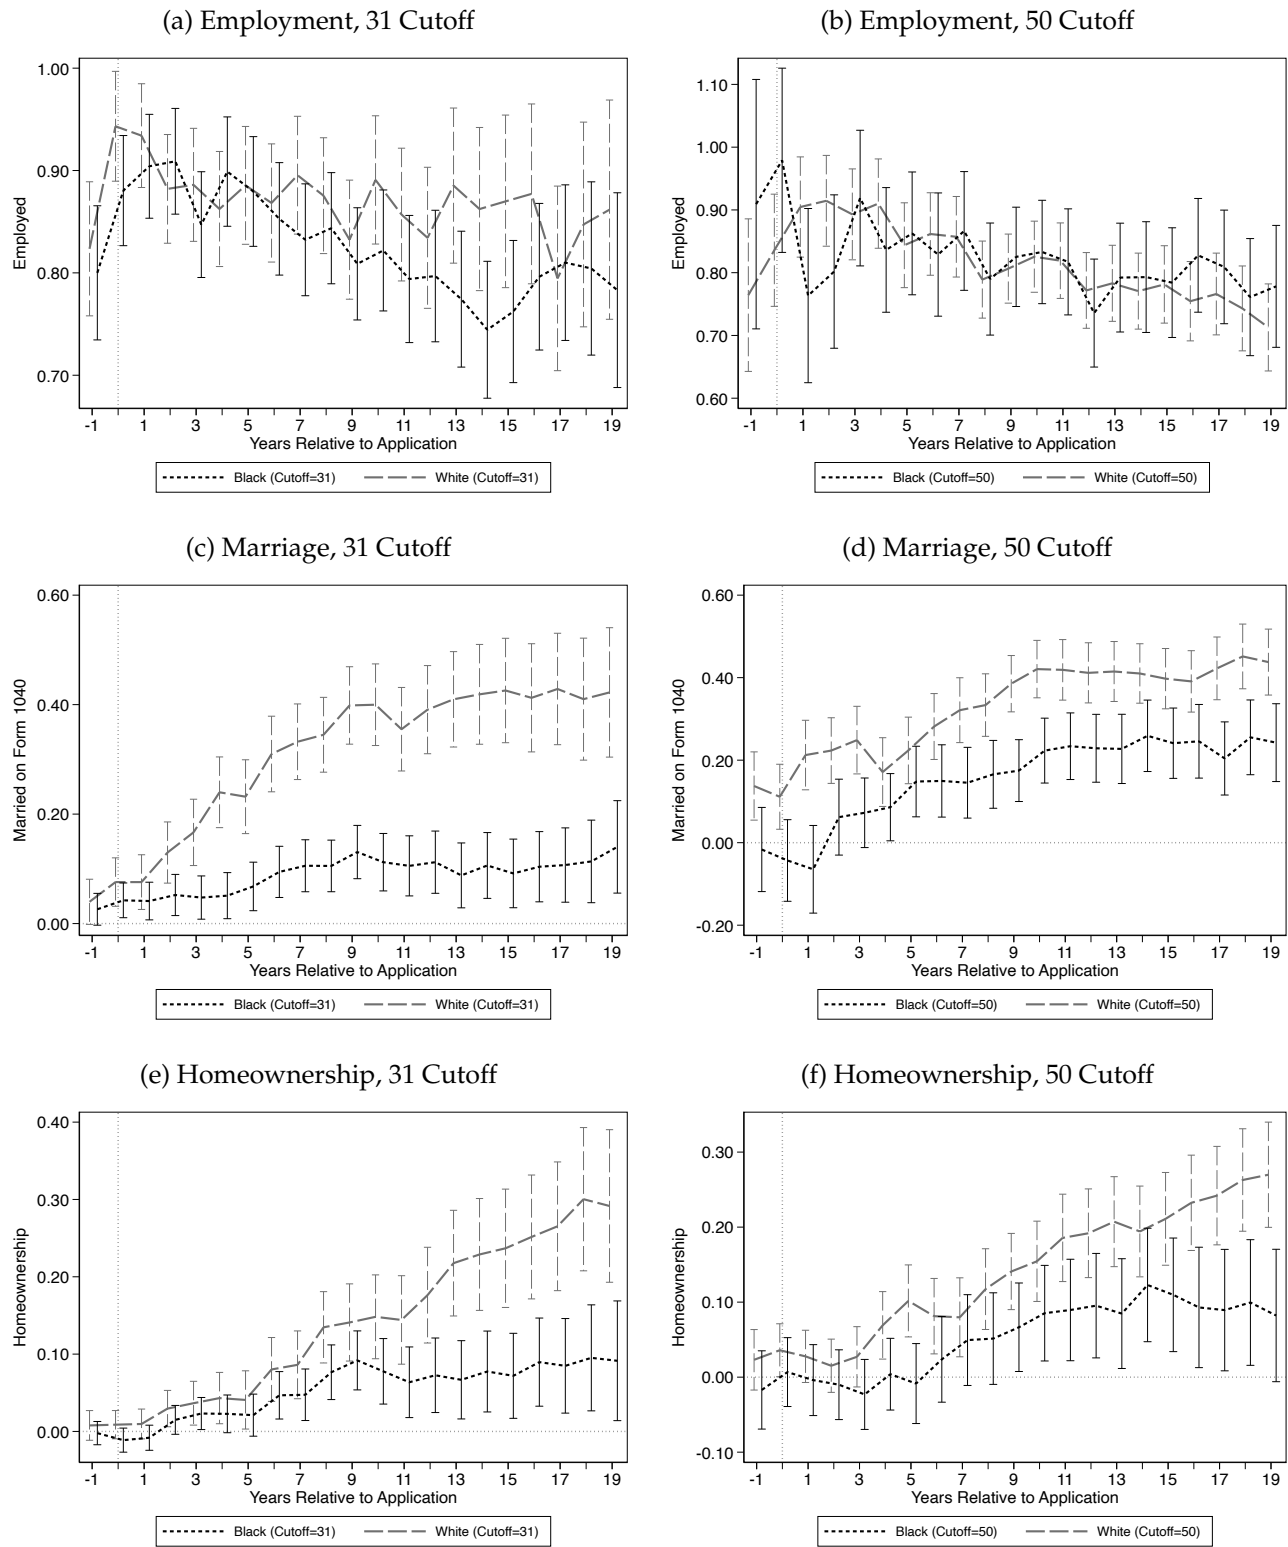 (a) Employment, 31 Cutoff
1.00
0.90
0.80
0.70
Employed
-1 1 3 5 7 9 11 13 15 17 19
Years Relative to Application
Black (Cutoff=31) White (Cutoff=31)
(b) Employment, 50 Cutoff
1.10
1.00
0.90
0.80
0.70
0.60
Employed
-1 1 3 5 7 9 11 13 15 17 19
Years Relative to Application
Black (Cutoff=50) White (Cutoff=50)
(c) Marriage, 31 Cutoff
0.60
0.40
0.20
0.00
Married on Form 1040
-1 1 3 5 7 9 11 13 15 17 19
Years Relative to Application
Black (Cutoff=31) White (Cutoff=31)
(d) Marriage, 50 Cutoff
0.60
0.40
0.20
0.00
-0.20
Married on Form 1040
-1 1 3 5 7 9 11 13 15 17 19
Years Relative to Application
Black (Cutoff=50) White (Cutoff=50)
(e) Homeownership, 31 Cutoff
0.40
0.30
0.20
0.10
0.00
Homeownership
-1 1 3 5 7 9 11 13 15 17 19
Years Relative to Application
Black (Cutoff=31) White (Cutoff=31)
(f) Homeownership, 50 Cutoff
0.30
0.20
0.10
0.00
-0.10
Homeownership
-1 1 3 5 7 9 11 13 15 17 19
Years Relative to Application
Black (Cutoff=50) White (Cutoff=50)